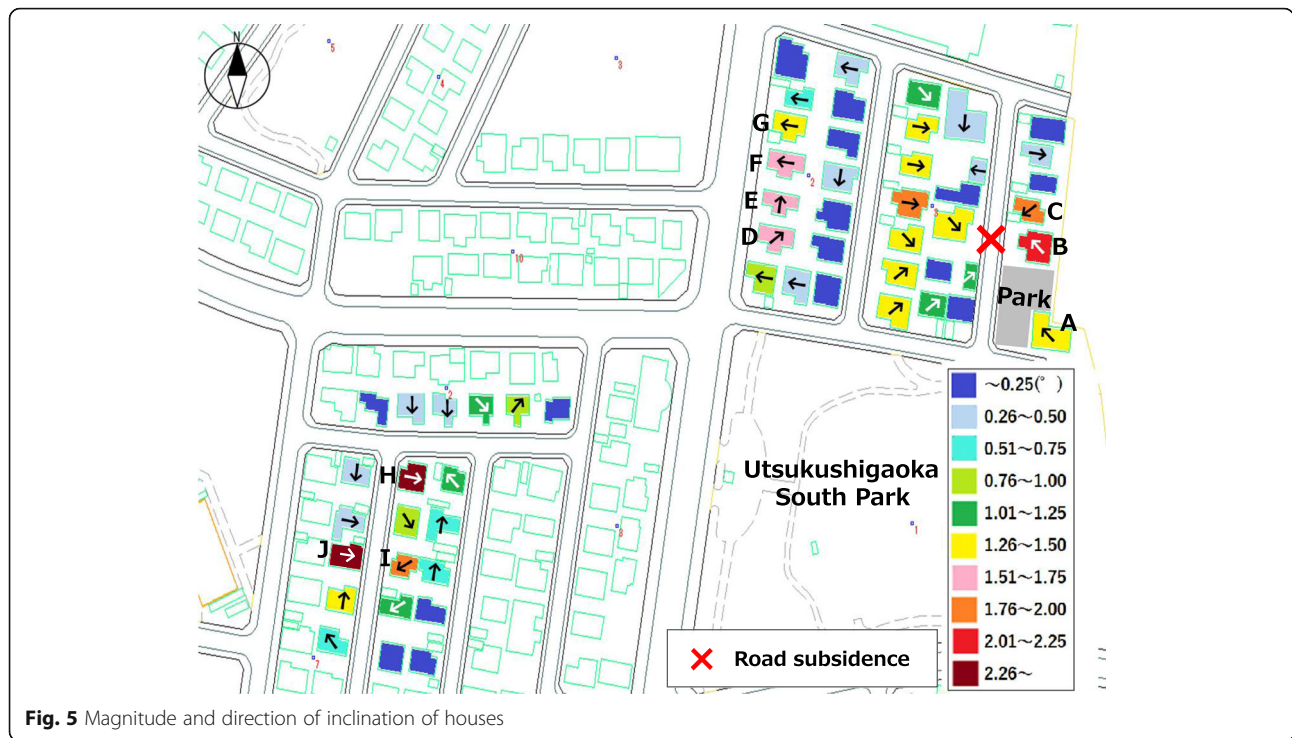 N
5
3
4
G
F
2
E
D
3
C
B
Park
A
10
2
~0.25(°)
0.26~0.50
0.51~0.75
0.76~1.00
1.01~1.25
1.26~1.50
1.51~1.75
1.76~2.00
2.01~2.25
2.26~
H
J
I
Utsukushigaoka
South Park
1
7
Road subsidence
Fig. 5 Magnitude and direction of inclination of houses